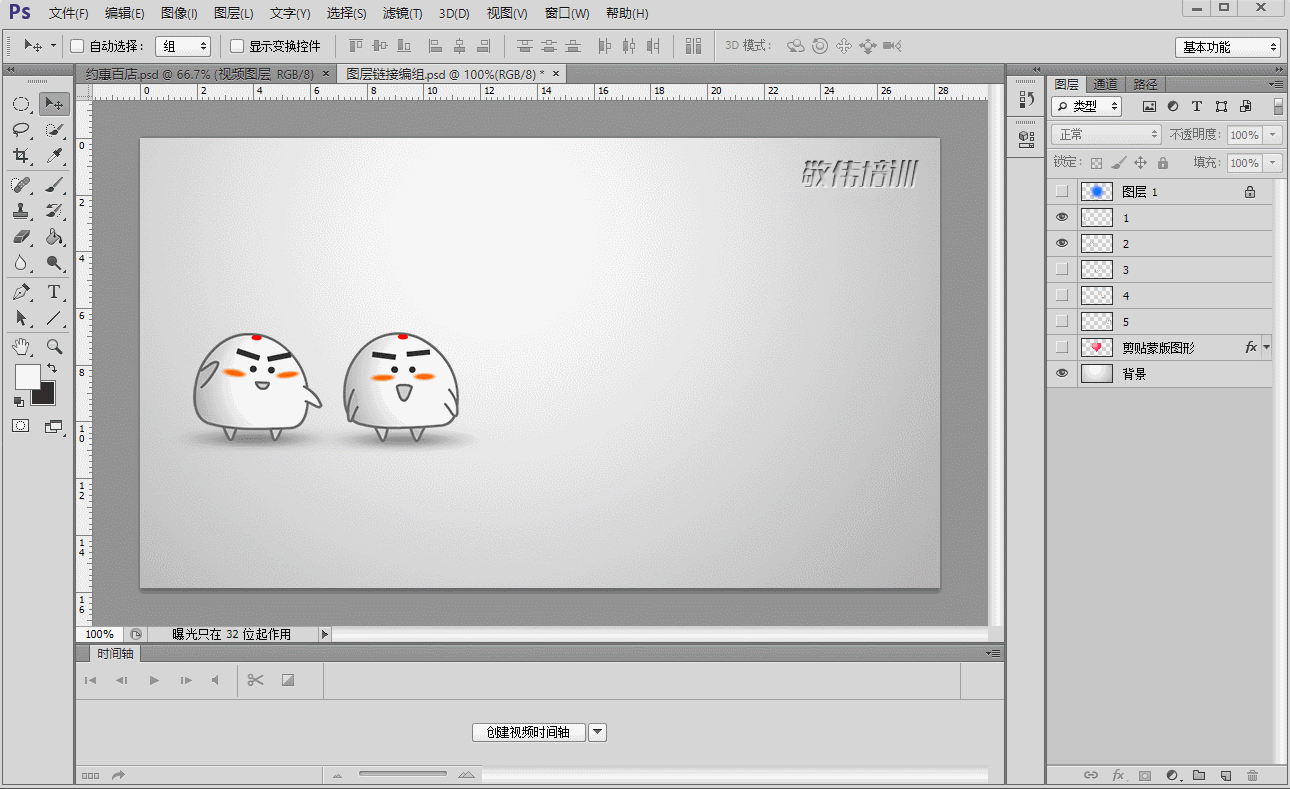 Ps 文件(F) 编辑(E) 图像(I) 图层(L) 文字(Y) 选择(S) 滤镜(T) 3D(D) 视图(V) 窗口(W) 帮助(H)
自动选择： 组 显示变换控件 3D 模式： 基本功能
约惠百店.psd @ 66.7% (视频图层, RGB/8) × 图层链接编组.psd @ 100%(RGB/8) * ×
0 2 4 6 8 10 12 14 16 18 20 22 24 26 28
0 2 4 6 8 10 12 14 16
敬伟培训
图层 通道 路径
类型
正常 不透明度： 100%
锁定： 填充： 100%
图层 1
1
2
3
4
5
剪贴蒙版图形 fx
背景
fx
100% 曝光只在 32 位起作用
时间轴
创建视频时间轴